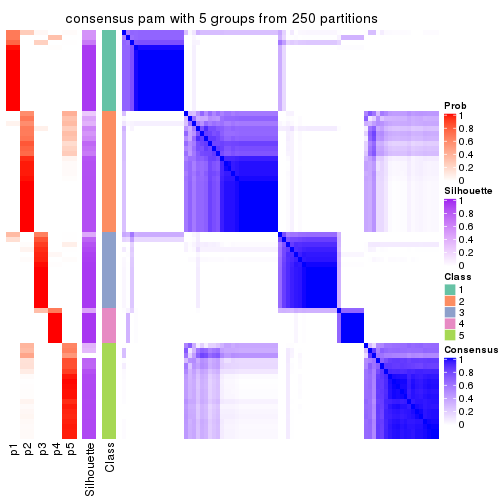 consensus pam with 5 groups from 250 partitions
Prob
1
0.8
0.6
0.4
0.2
0
Silhouette
1
0.8
0.6
0.4
0.2
0
Class
1
2
3
4
5
Consensus
1
0.8
0.6
0.4
0.2
0
p1
p2
p3
p4
p5
Silhouette
Class